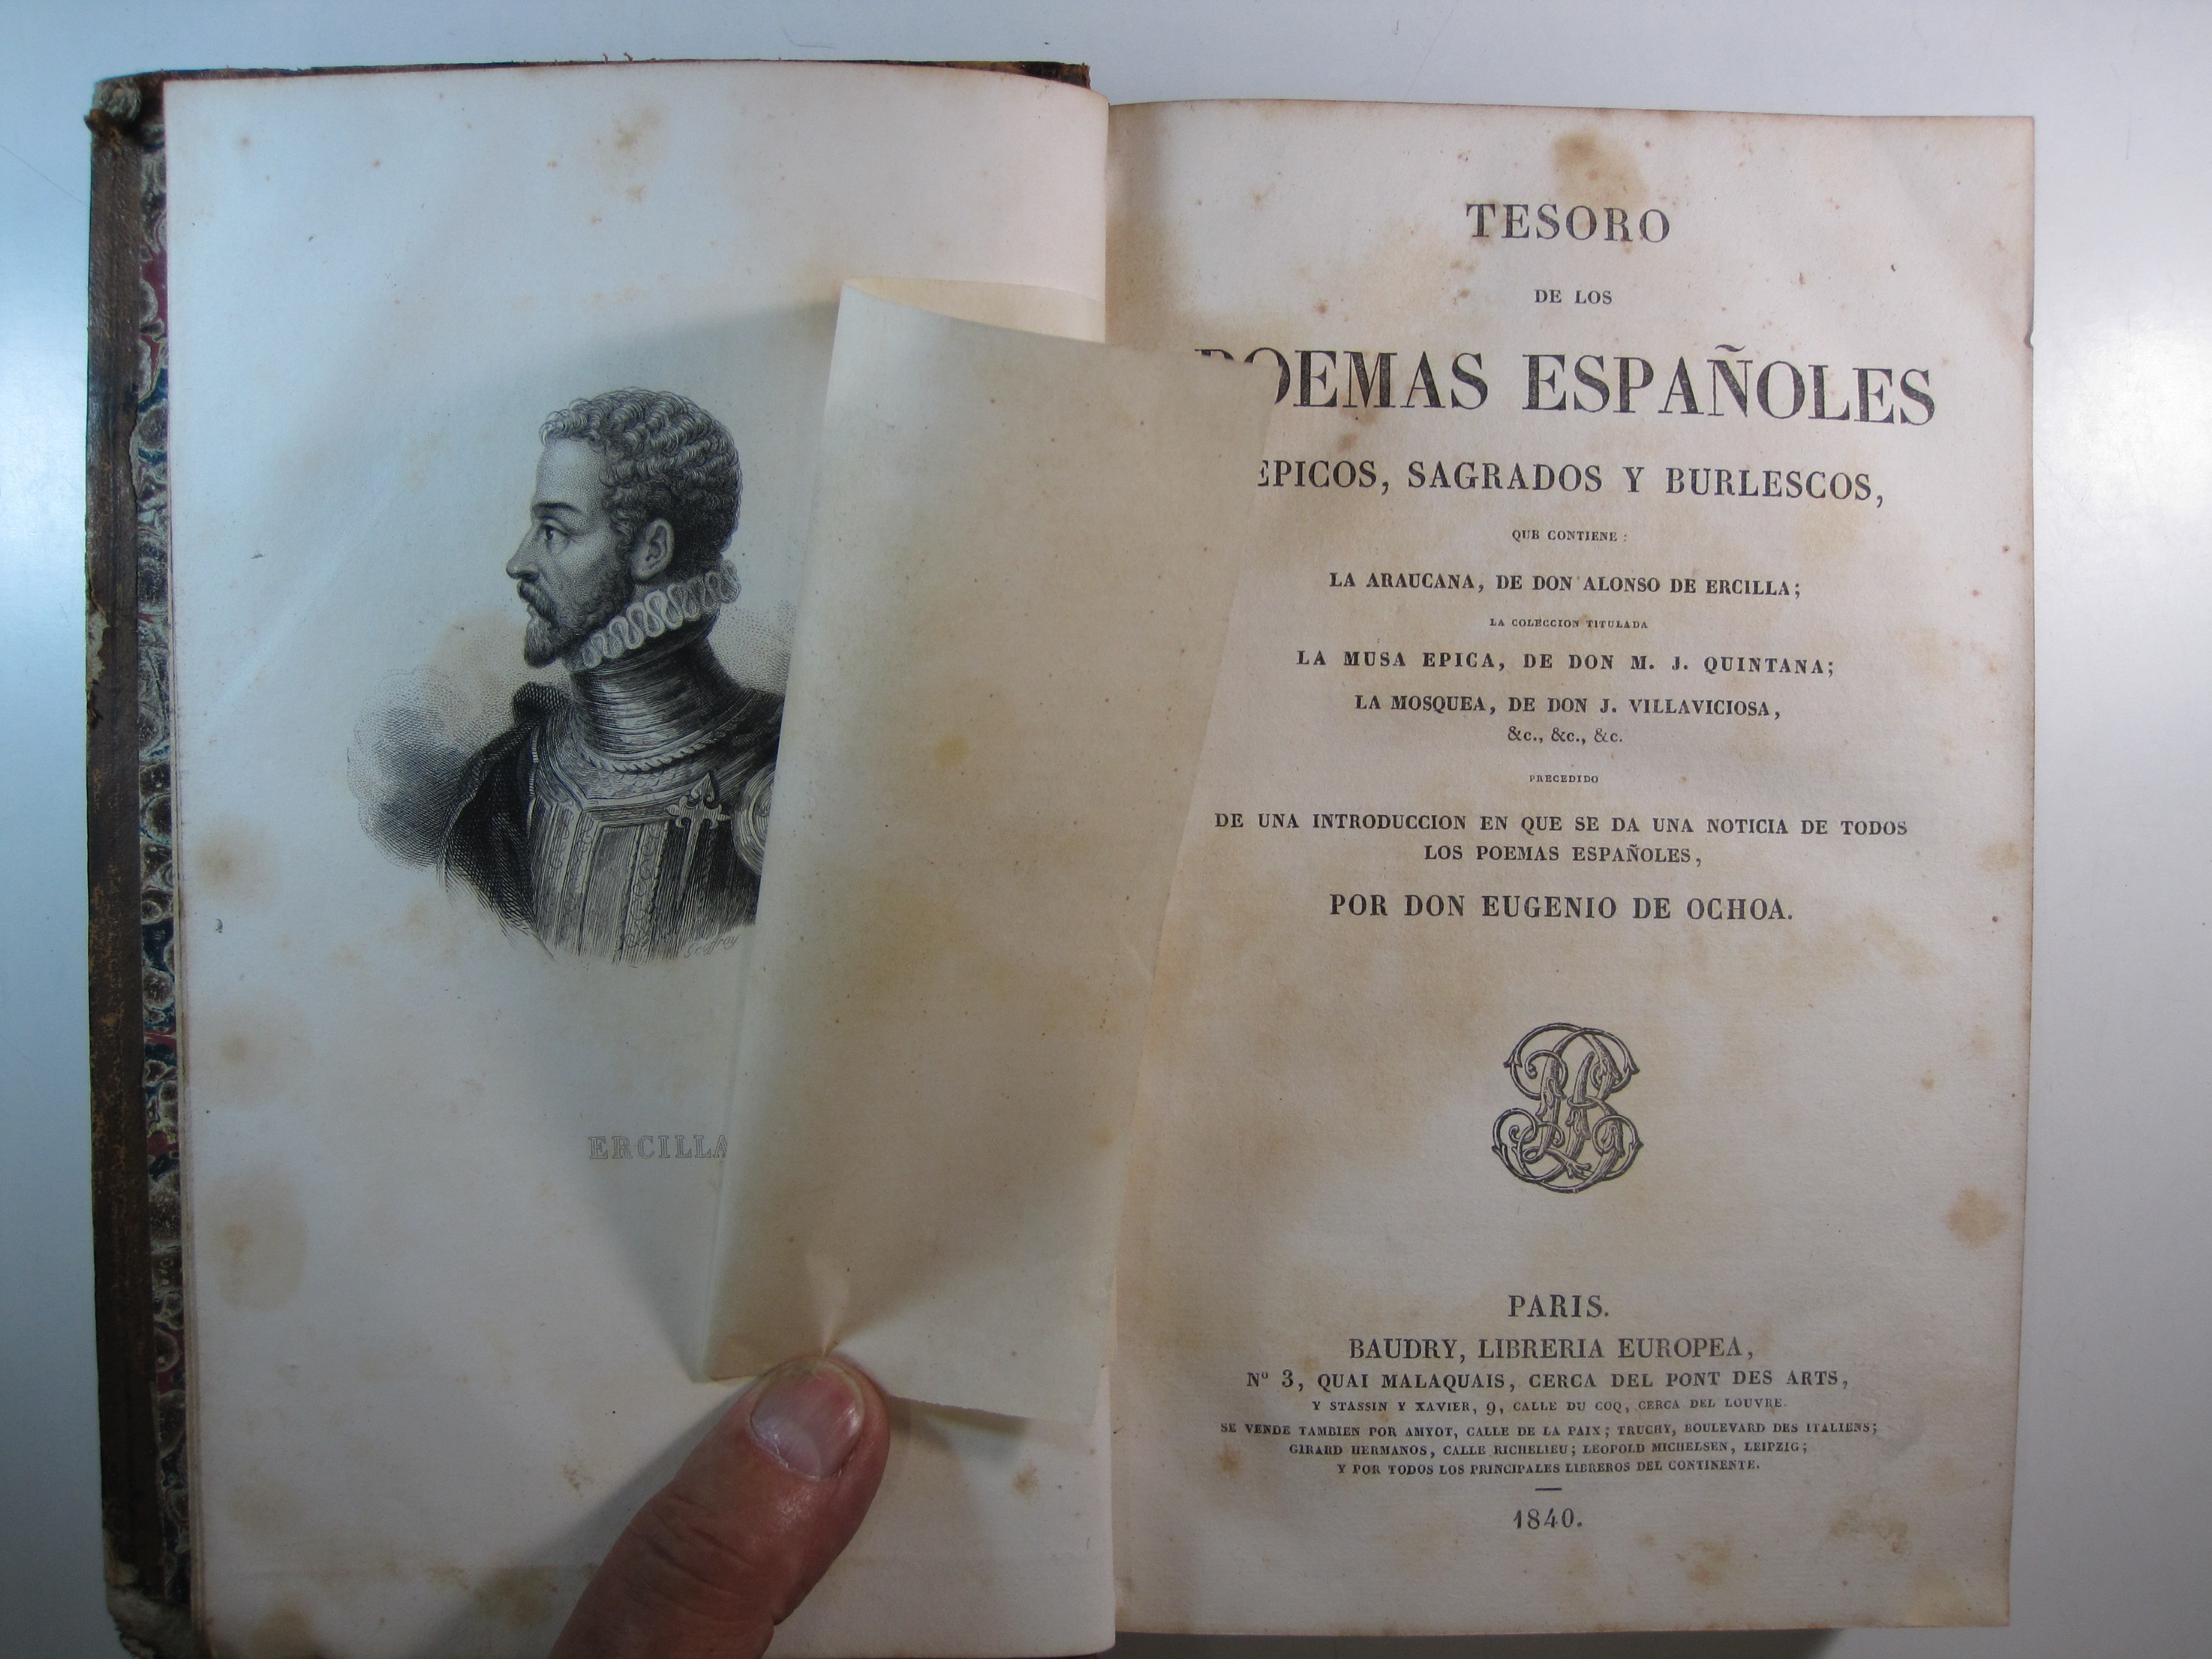 Geoffroy
ERCILLA
TESORO
DE LOS
POEMAS ESPAÑOLES
EPICOS, SAGRADOS Y BURLESCOS,
QUE CONTIENE :
LA ARAUCANA, DE DON ALONSO DE ERCILLA;
LA COLECCION TITULADA
LA MUSA EPICA, DE DON M. J. QUINTANA;
LA MOSQUEA, DE DON J. VILLAVICIOSA,
&c., &c., &c.
PRECEDIDO
DE UNA INTRODUCCION EN QUE SE DA UNA NOTICIA DE TODOS
LOS POEMAS ESPAÑOLES,
POR DON EUGENIO DE OCHOA.
PARIS.
BAUDRY, LIBRERIA EUROPEA,
Nº 3, QUAI MALAQUAIS, CERCA DEL PONT DES ARTS,
Y STASSIN Y XAVIER, 9, CALLE DU COQ, CERCA DEL LOUVRE.
SE VENDE TAMBIEN POR AMYOT, CALLE DE LA PAIX; TRUCHY, BOULEVARD DES ITALIENS;
GIRARD HERMANOS, CALLE RICHELIEU; LEOPOLD MICHELSEN, LEIPZIG;
Y POR TODOS LOS PRINCIPALES LIBREROS DEL CONTINENTE.
1840.